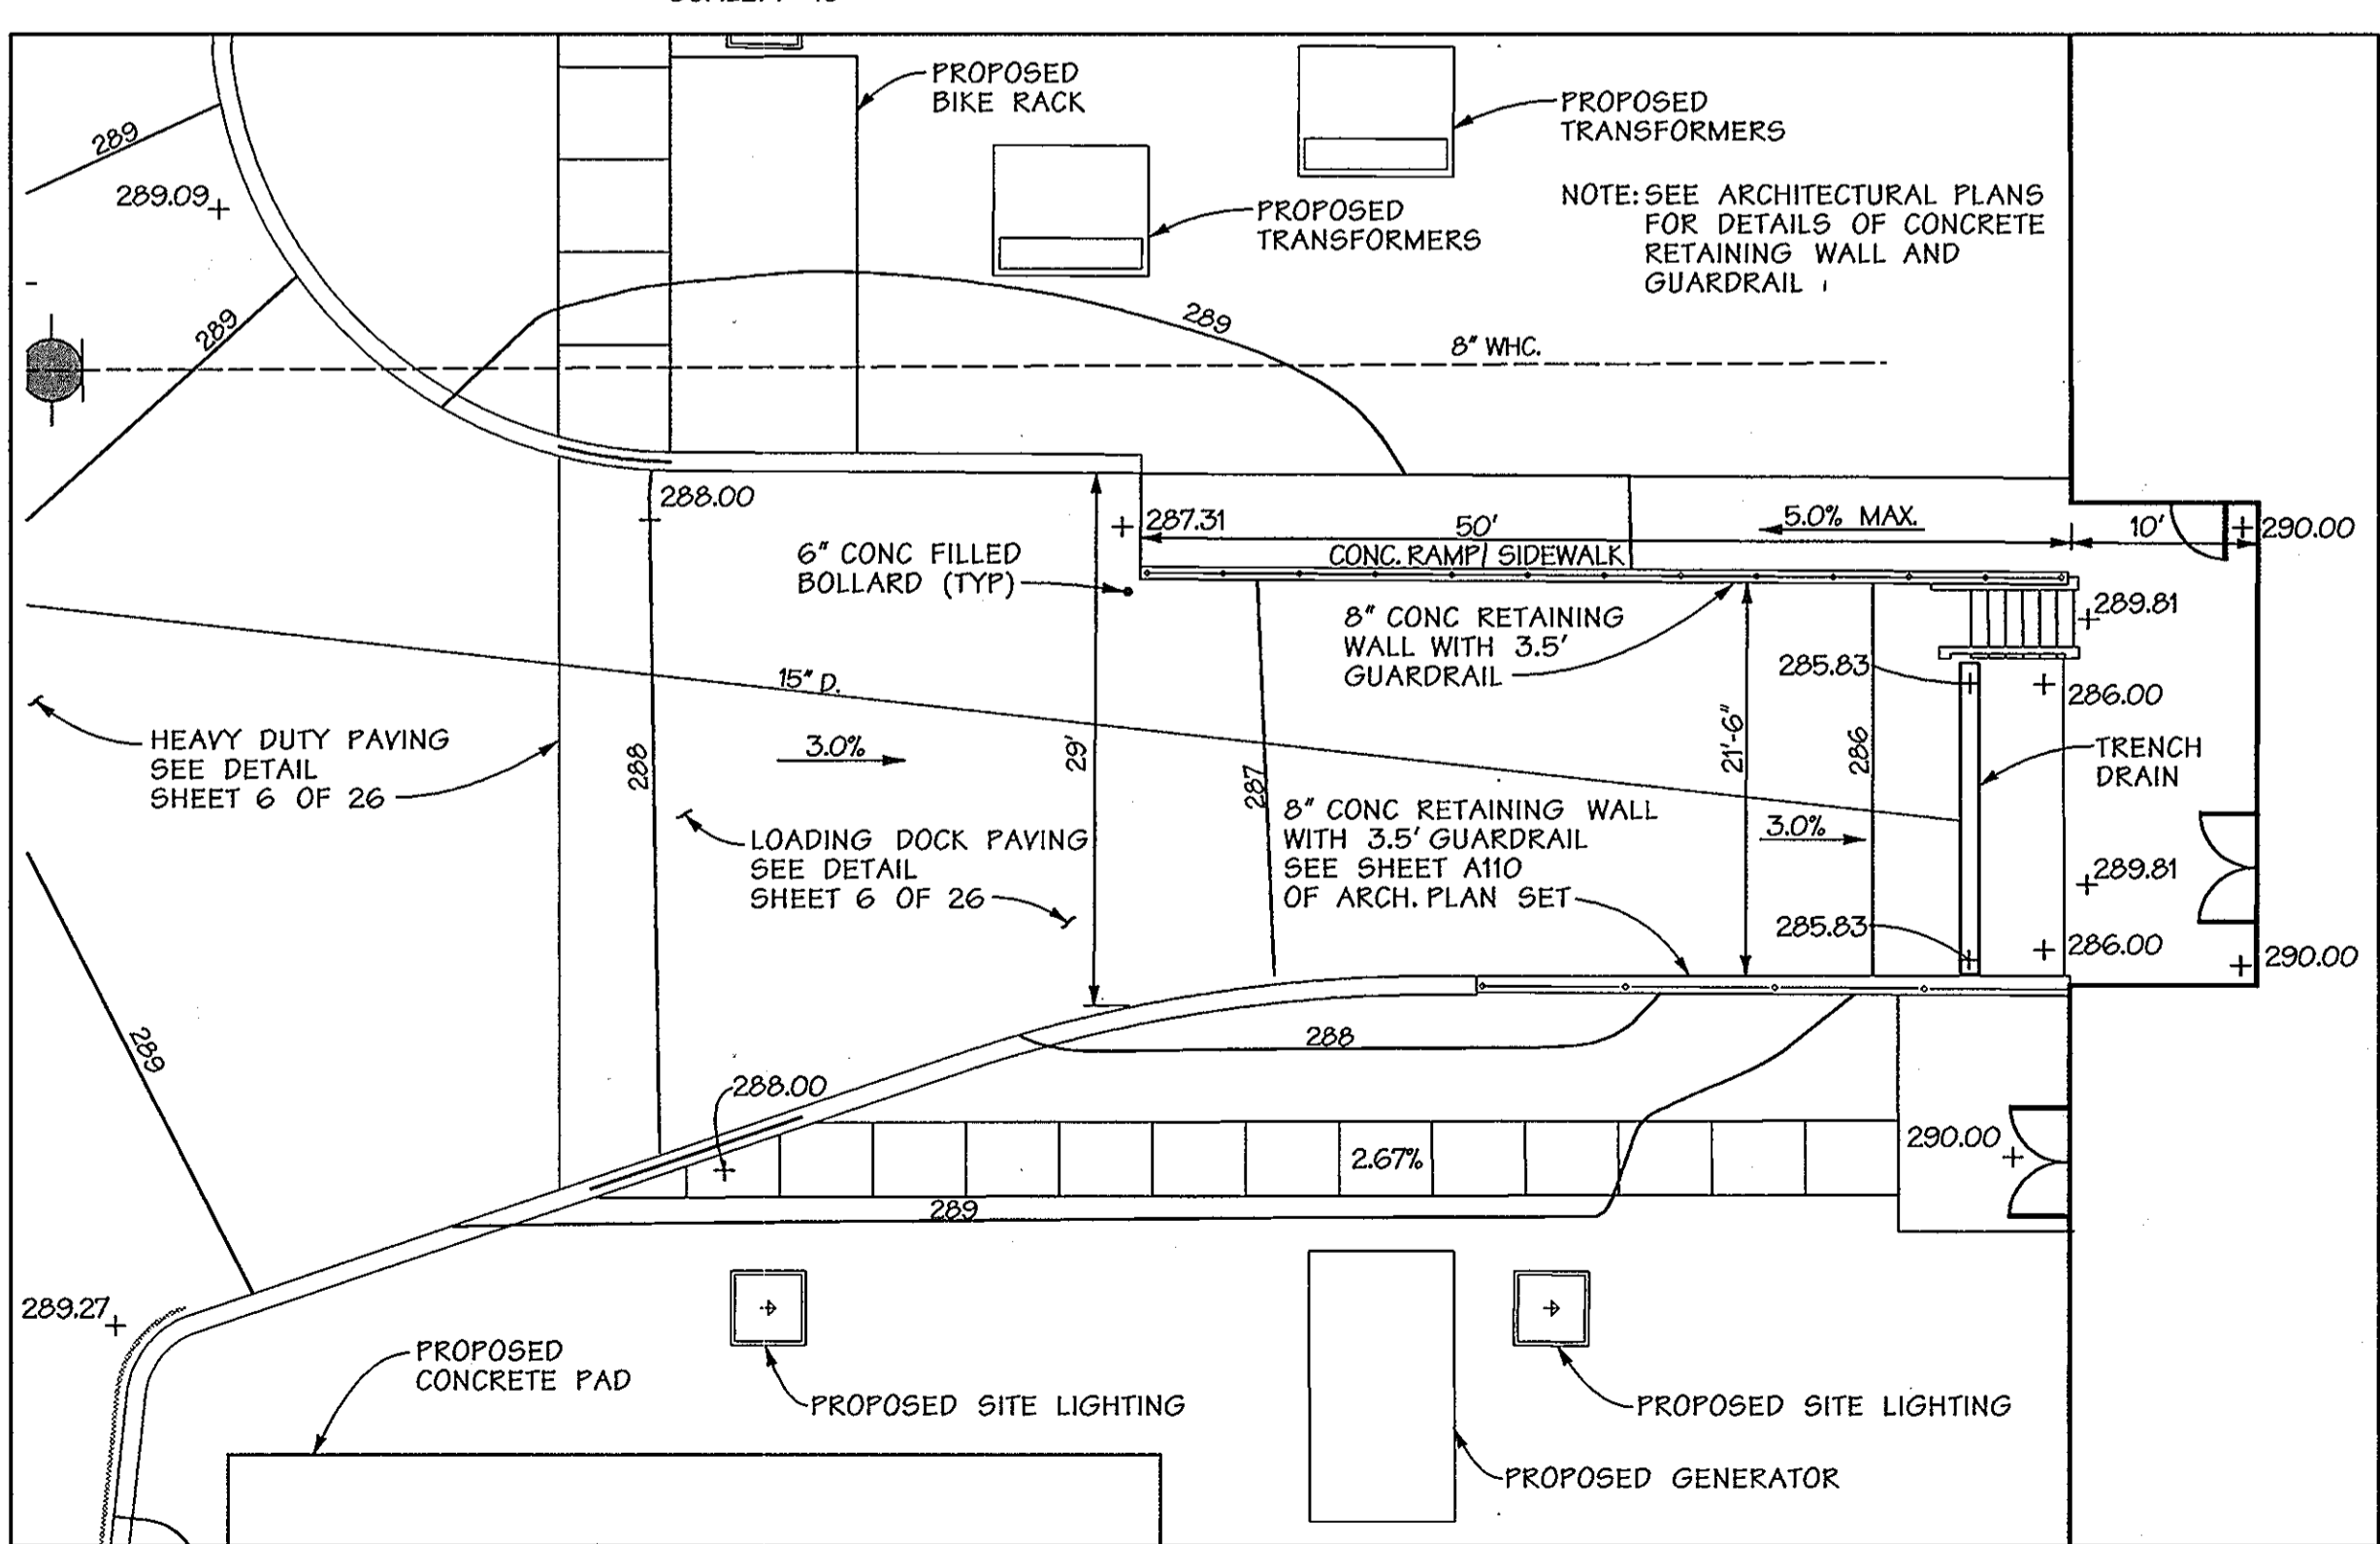 PROPOSED
BIKE RACK
PROPOSED
TRANSFORMERS
PROPOSED
TRANSFORMERS
NOTE: SEE ARCHITECTURAL PLANS
FOR DETAILS OF CONCRETE
RETAINING WALL AND
GUARDRAIL
289
289.09
289
289
8" WHC.
288.00
287.31
50'
5.0% MAX.
10'
290.00
CONC. RAMP/ SIDEWALK
6" CONC FILLED
BOLLARD (TYP)
8" CONC RETAINING
WALL WITH 3.5'
GUARDRAIL
289.81
285.83
286.00
15" D.
HEAVY DUTY PAVING
SEE DETAIL
SHEET 6 OF 26
288
3.0%
29'
287
21'-6"
286
TRENCH
DRAIN
LOADING DOCK PAVING
SEE DETAIL
SHEET 6 OF 26
8" CONC RETAINING WALL
WITH 3.5' GUARDRAIL
SEE SHEET A110
OF ARCH. PLAN SET
3.0%
289.81
285.83
286.00
290.00
289
288
288.00
2.67%
290.00
289
289.27
PROPOSED
CONCRETE PAD
PROPOSED SITE LIGHTING
PROPOSED SITE LIGHTING
PROPOSED GENERATOR